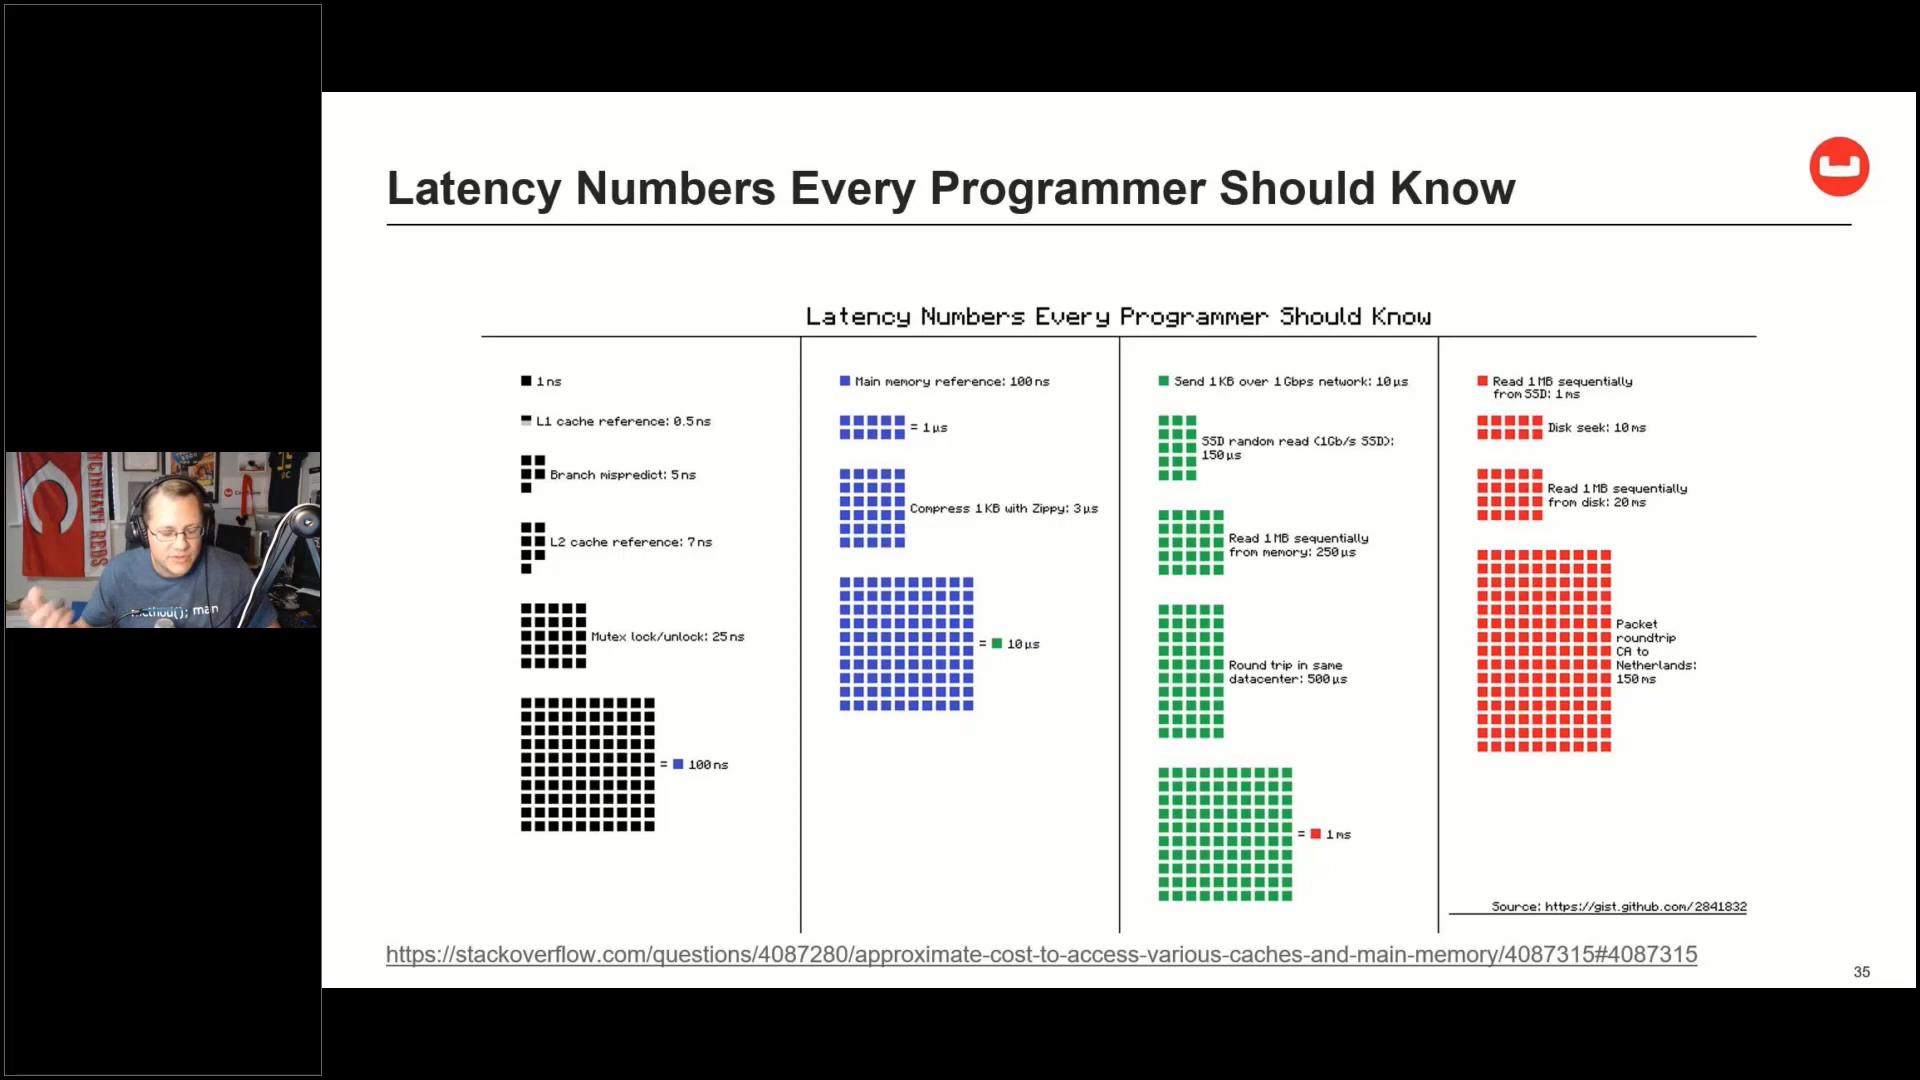 Latency Numbers Every Programmer Should Know
Latency Numbers Every Programmer Should Know
1 ns
L1 cache reference: 0.5 ns
Branch mispredict: 5 ns
L2 cache reference: 7 ns
Mutex lock/unlock: 25 ns
= 100 ns
Main memory reference: 100 ns
= 1 µs
Compress 1 KB with Zippy: 3 µs
= 10 µs
Send 1 KB over 1 Gbps network: 10 µs
SSD random read (1Gb/s SSD):
150 µs
Read 1 MB sequentially
from memory: 250 µs
Round trip in same
datacenter: 500 µs
= 1 ms
Read 1 MB sequentially
from SSD: 1 ms
Disk seek: 10 ms
Read 1 MB sequentially
from disk: 20 ms
Packet
roundtrip
CA to
Netherlands:
150 ms
Source: https://gist.github.com/2841832
https://stackoverflow.com/questions/4087280/approximate-cost-to-access-various-caches-and-main-memory/4087315#4087315
35
CINCINNATI REDS
method(); man